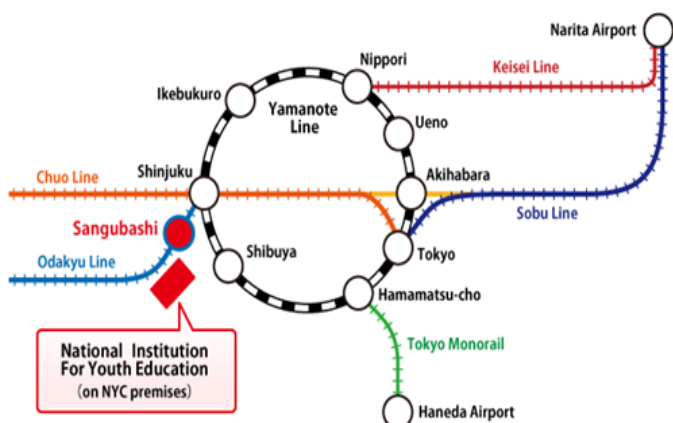 Narita Airport
Nippori
Keisei Line
Ikebukuro
Yamanote
Line
Ueno
Shinjuku
Akihabara
Chuo Line
Sobu Line
Sangubashi
Tokyo
Shibuya
Odakyu Line
Hamamatsu-cho
National Institution
For Youth Education
(on NYC premises)
Tokyo Monorail
Haneda Airport